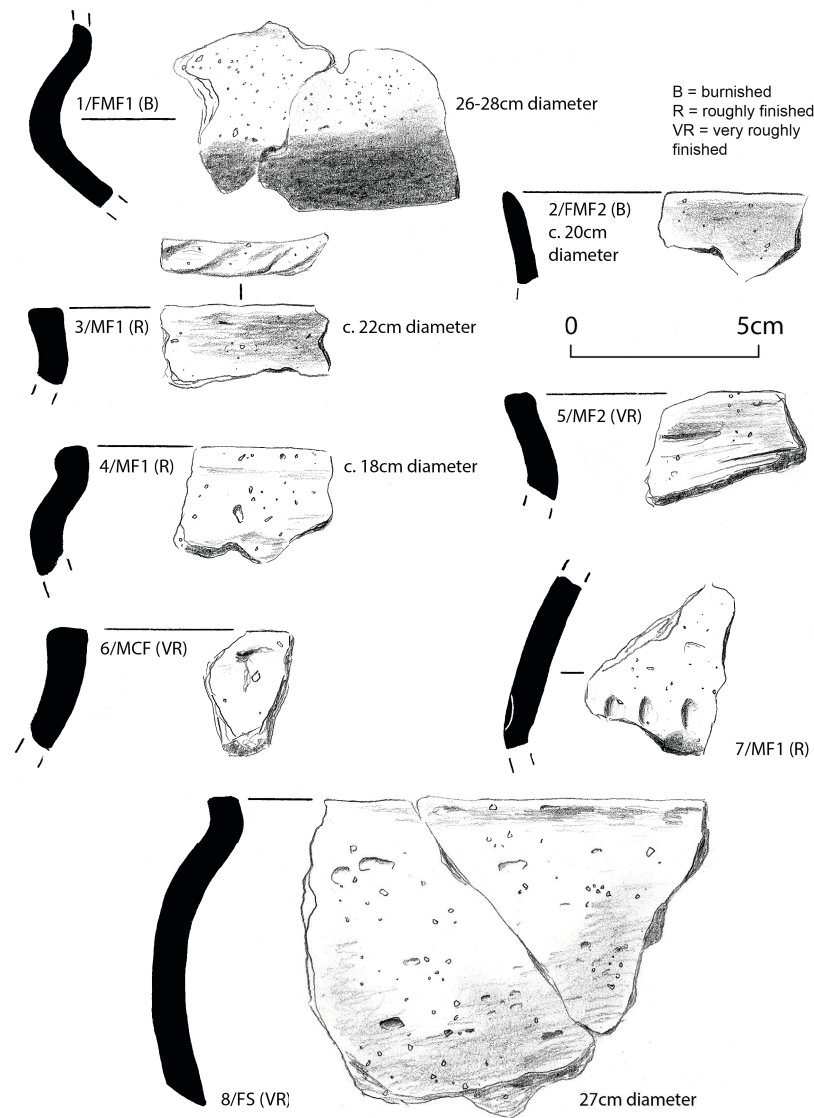 1/FMF1 (B)
26-28cm diameter
B = burnished
R = roughly finished
VR = very roughly
finished
2/FMF2 (B)
c. 20cm
diameter
3/MF1 (R)
c. 22cm diameter
0 5cm
5/MF2 (VR)
4/MF1 (R)
c. 18cm diameter
6/MCF (VR)
7/MF1 (R)
8/FS (VR)
27cm diameter